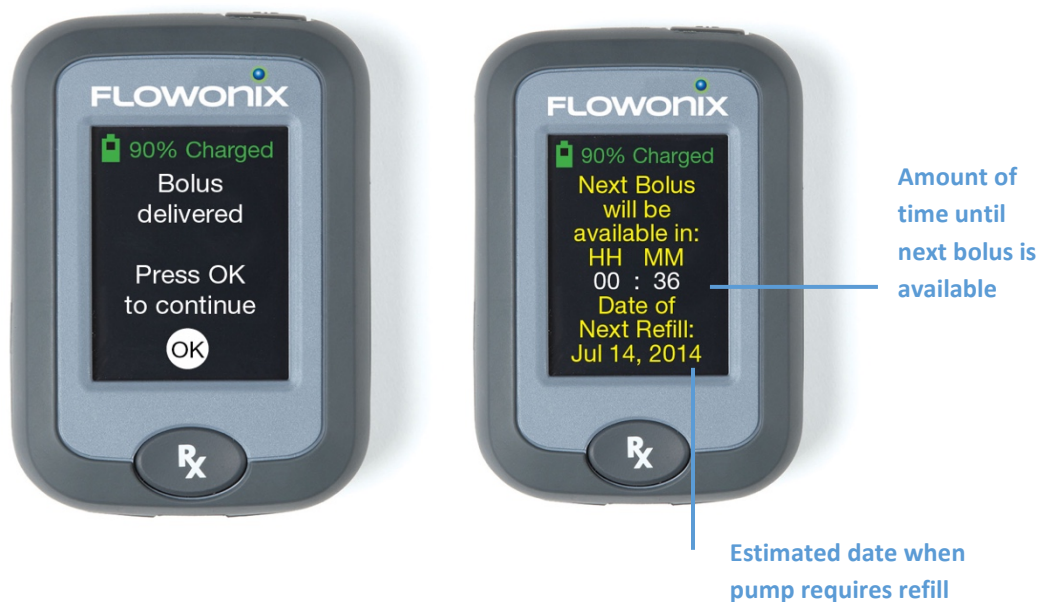 FLOWONIX
90% Charged
Bolus
delivered
Press OK
to continue
OK
Rx
FLOWONIX
90% Charged
Next Bolus
will be
available in:
HH MM
00 : 36
Date of
Next Refill:
Jul 14, 2014
Rx
Amount of
time until
next bolus is
available
Estimated date when
pump requires refill